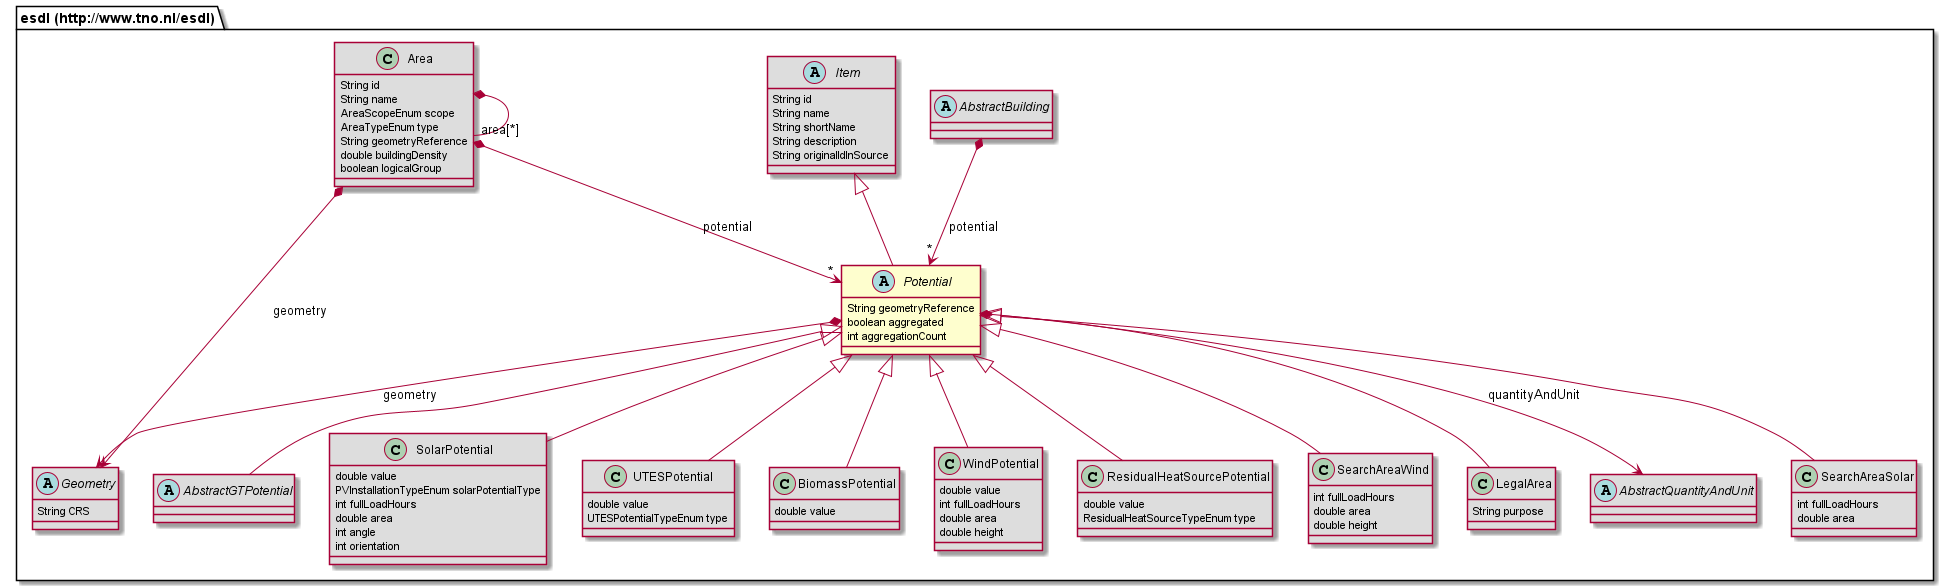 esdl (http://www.tno.nl/esdl)
C Area
String id
String name
AreaScopeEnum scope
AreaTypeEnum type
String geometryReference
double buildingDensity
boolean logicalGroup
area[*]
A Item
String id
String name
String shortName
String description
String originalIdInSource
A AbstractBuilding
potential
*
potential
*
geometry
A Potential
String geometryReference
boolean aggregated
int aggregationCount
geometry
quantityAndUnit
A Geometry
String CRS
A AbstractGTPotential
C SolarPotential
double value
PVInstallationTypeEnum solarPotentialType
int fullLoadHours
double area
int angle
int orientation
C UTESPotential
double value
UTESPotentialTypeEnum type
C BiomassPotential
double value
C WindPotential
double value
int fullLoadHours
double area
double height
C ResidualHeatSourcePotential
double value
ResidualHeatSourceTypeEnum type
C SearchAreaWind
int fullLoadHours
double area
double height
C LegalArea
String purpose
A AbstractQuantityAndUnit
C SearchAreaSolar
int fullLoadHours
double area